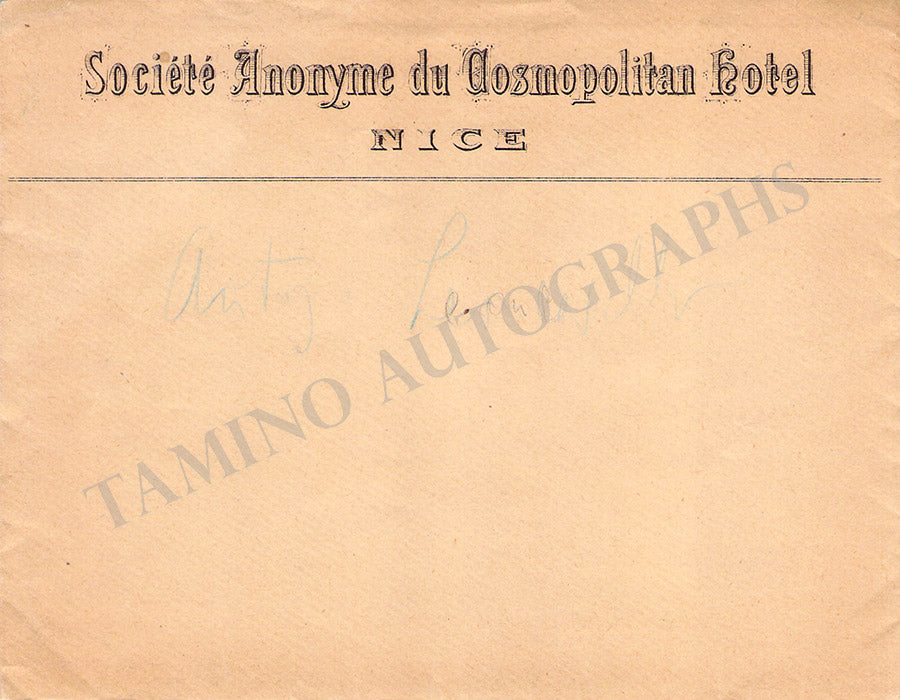 Société Anonyme du Cosmopolitan Hotel
NICE
TAMINO AUTOGRAPHS